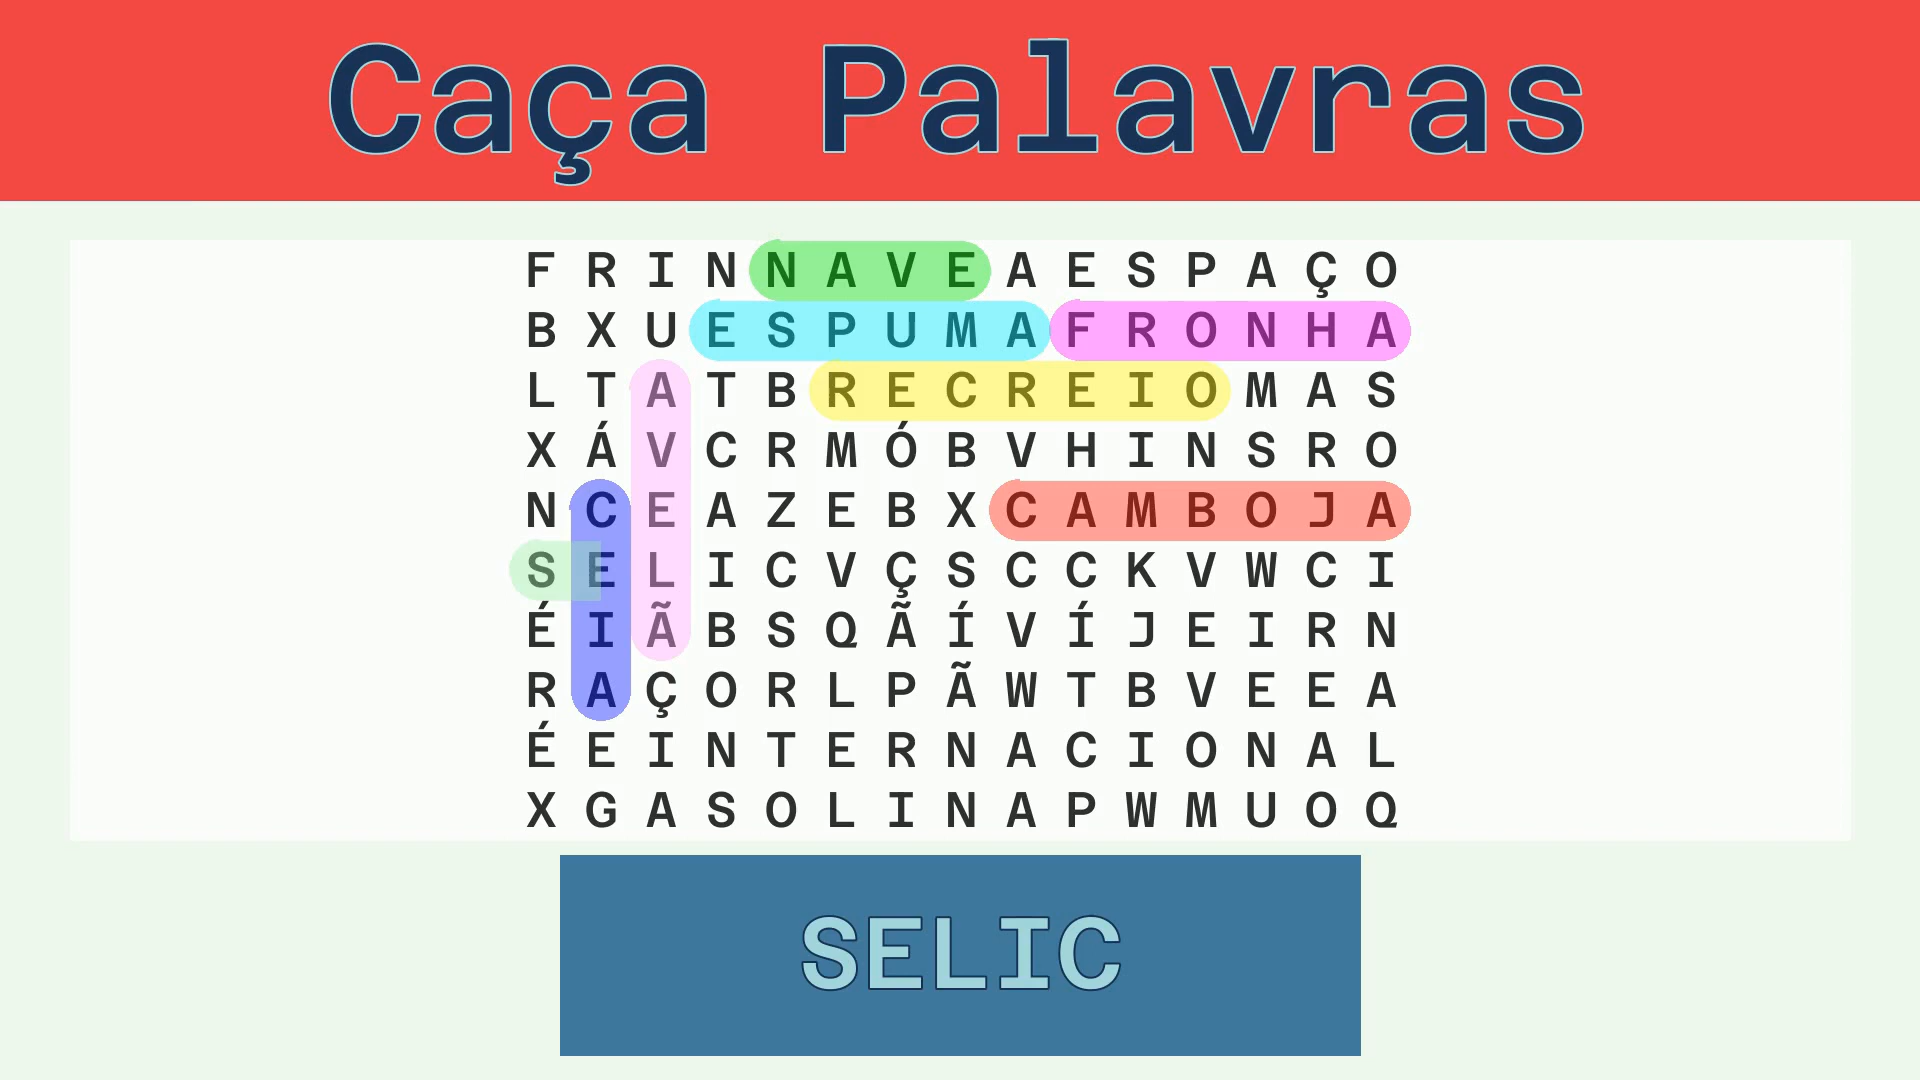 Caça Palavras
F R I N N A V E A E S P A Ç O
B X U E S P U M A F R O N H A
L T A T B R E C R E I O M A S
X Á V C R M Ó B V H I N S R O
N C E A Z E B X C A M B O J A
S E L I C V Ç S C C K V W C I
É I Ã B S Q Ã Í V Í J E I R N
R A Ç O R L P Ã W T B V E E A
É E I N T E R N A C I O N A L
X G A S O L I N A P W M U O Q
SELIC